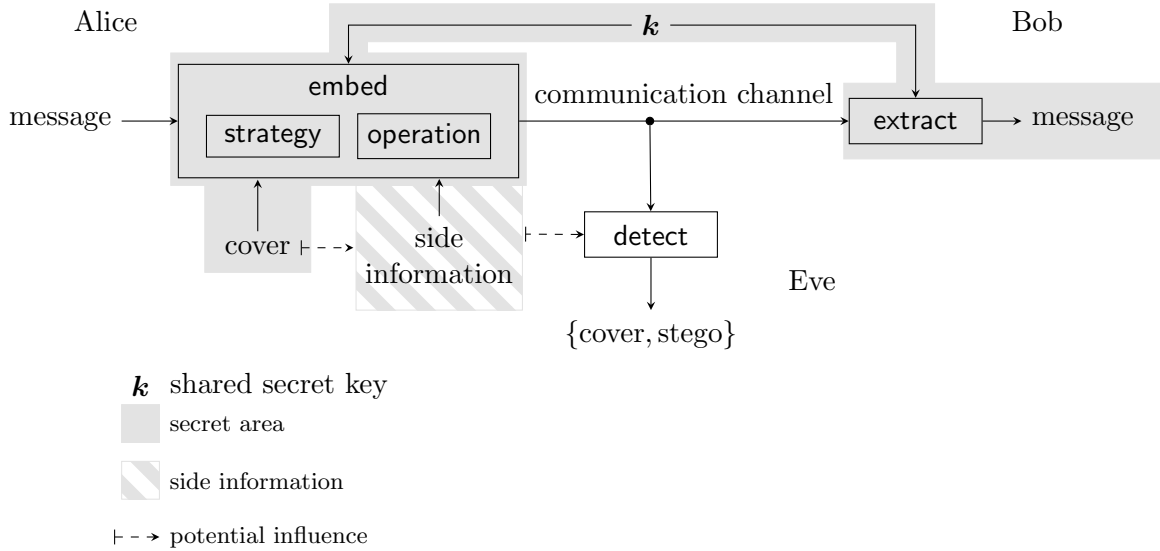 Alice
k
Bob
embed
message
strategy
operation
communication channel
extract
message
cover
side
information
detect
Eve
{cover, stego}
k shared secret key
secret area
side information
potential influence